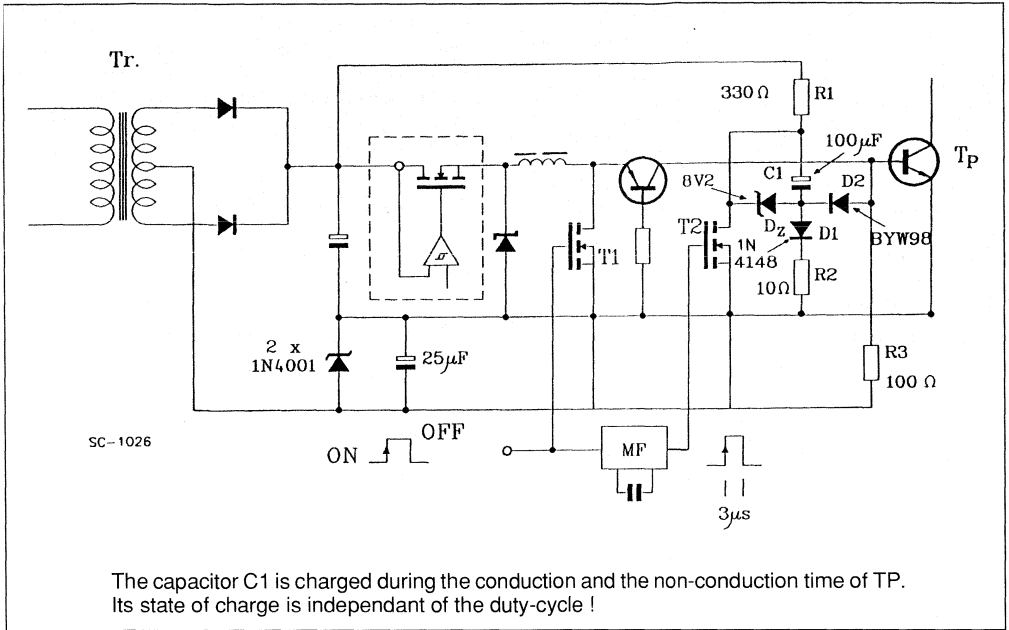 Tr.
330 Ω
R1
100µF
C1
D2
TP
8V2
DZ
D1
BYW98
T1
T2
1N
4148
10Ω
R2
2 x
1N4001
25µF
R3
100 Ω
SC-1026
OFF
ON
MF
3µs
The capacitor C1 is charged during the conduction and the non-conduction time of TP.
Its state of charge is independant of the duty-cycle !